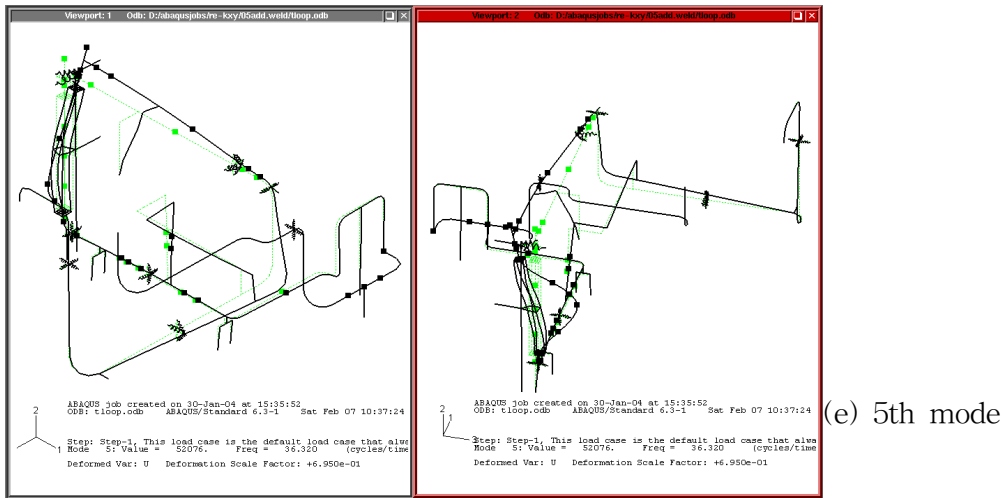 Viewport: 1 Odb: D:/abaqusjobs/re-kxy/05add.weld/tloop.odb
2
1
ABAQUS job created on 30-Jan-04 at 15:35:52
ODB: tloop.odb ABAQUS/Standard 6.3-1 Sat Feb 07 10:37:24
Step: Step-1, This load case is the default load case that alwa
Mode 5: Value = 52076. Freq = 36.320 (cycles/time
Deformed Var: U Deformation Scale Factor: +6.950e-01
Viewport: 2 Odb: D:/abaqusjobs/re-kxy/05add.weld/tloop.odb
2
1
3
ABAQUS job created on 30-Jan-04 at 15:35:52
ODB: tloop.odb ABAQUS/Standard 6.3-1 Sat Feb 07 10:37:24
Step: Step-1, This load case is the default load case that alwa
Mode 5: Value = 52076. Freq = 36.320 (cycles/time
Deformed Var: U Deformation Scale Factor: +6.950e-01
(e) 5th mode